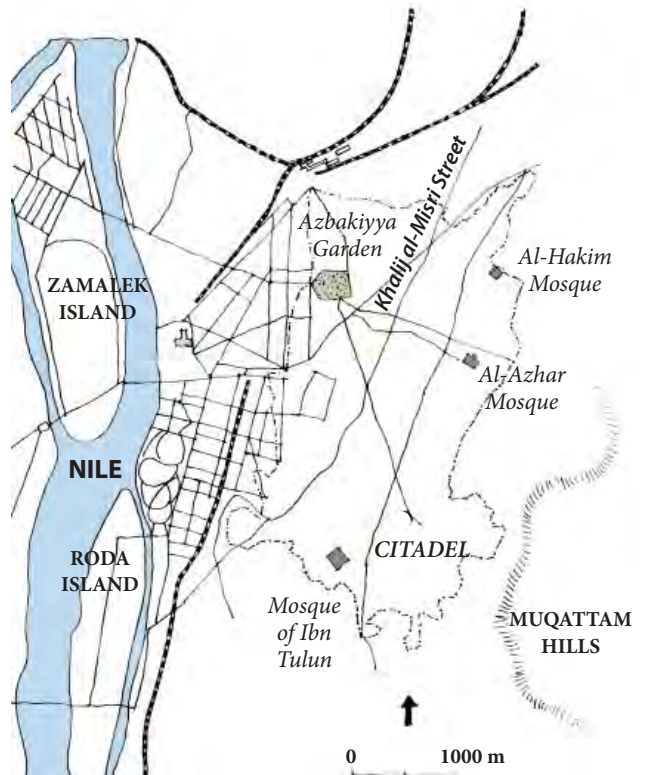 Khalij al-Misri Street
Azbakiyya
Garden
Al-Hakim
Mosque
ZAMALEK
ISLAND
Al-Azhar
Mosque
NILE
RODA
ISLAND
CITADEL
Mosque
of Ibn
Tulun
MUQATTAM
HILLS
0 1000 m